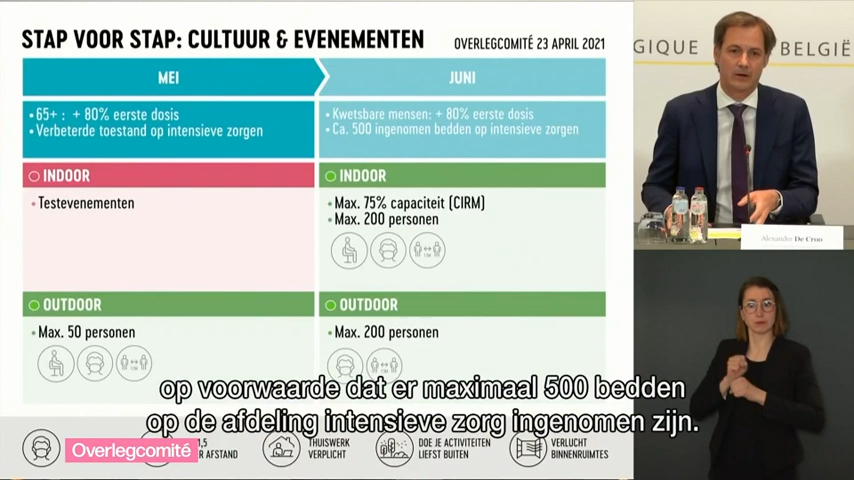 STAP VOOR STAP: CULTUUR & EVENEMENTEN
OVERLEGCOMITÉ 23 APRIL 2021
MEI
JUNI
• 65+ : + 80% eerste dosis
• Verbeterde toestand op intensieve zorgen
• Kwetsbare mensen: + 80% eerste dosis
• Ca. 500 ingenomen bedden op intensieve zorgen
INDOOR
• Testevenementen
INDOOR
• Max. 75% capaciteit (CIRM)
• Max. 200 personen
OUTDOOR
• Max. 50 personen
OUTDOOR
• Max. 200 personen
GIQUE
BELGIË
Alexander De Croo
op voorwaarde dat er maximaal 500 bedden
op de afdeling intensieve zorg ingenomen zijn.
Overlegcomité
1,5
R AFSTAND
THUISWERK
VERPLICHT
DOE JE ACTIVITEITEN
LIEFST BUITEN
VERLUCHT
BINNENRUIMTES